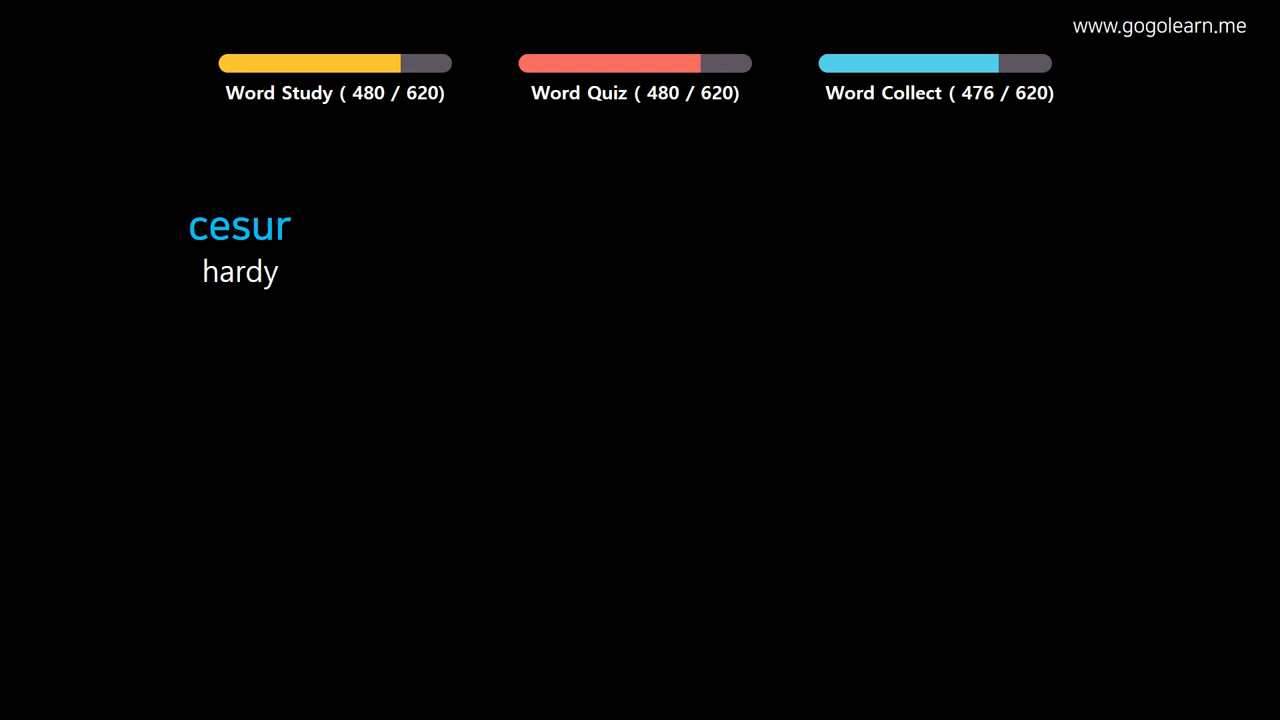 www.gogolearn.me
Word Study ( 480 / 620)
Word Quiz ( 480 / 620)
Word Collect ( 476 / 620)
cesur
hardy